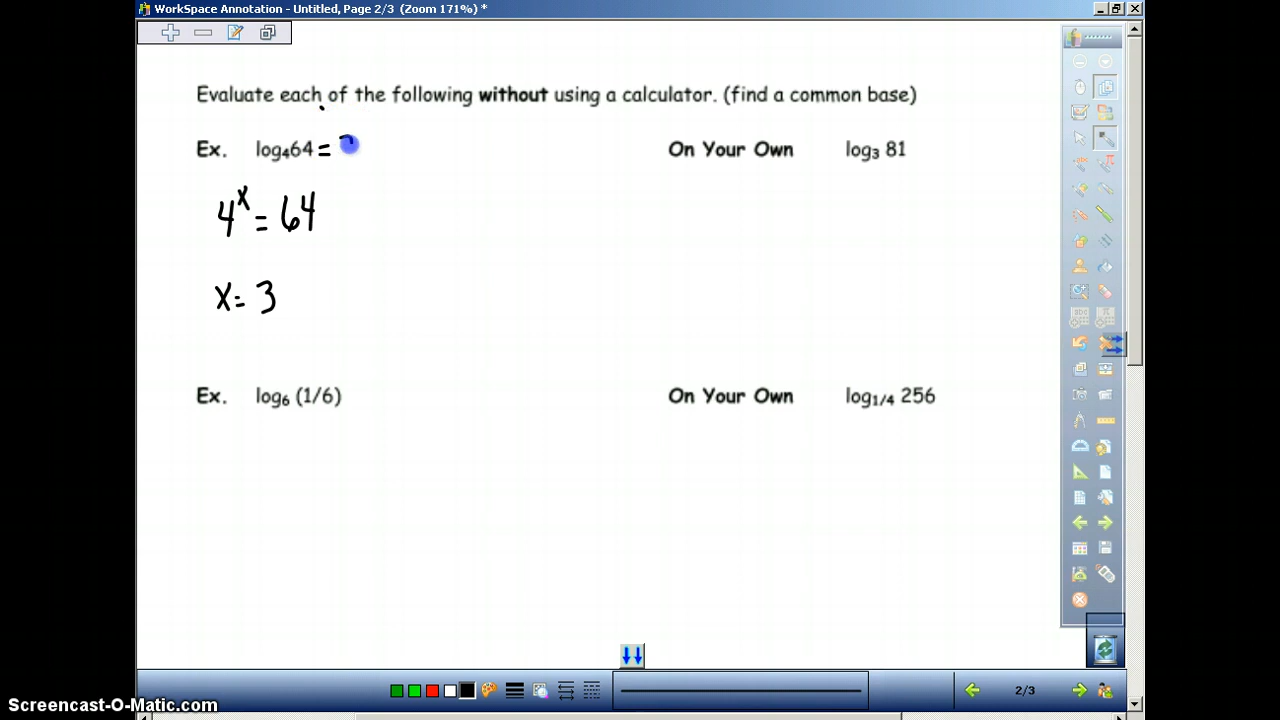 WorkSpace Annotation - Untitled, Page 2/3 (Zoom 171%) *
Evaluate each of the following without using a calculator. (find a common base)
Ex. log₄64 =
On Your Own log₃ 81
4ˣ = 64
x = 3
Ex. log₆ (1/6)
On Your Own log₁/₄ 256
2/3
Screencast-O-Matic.com